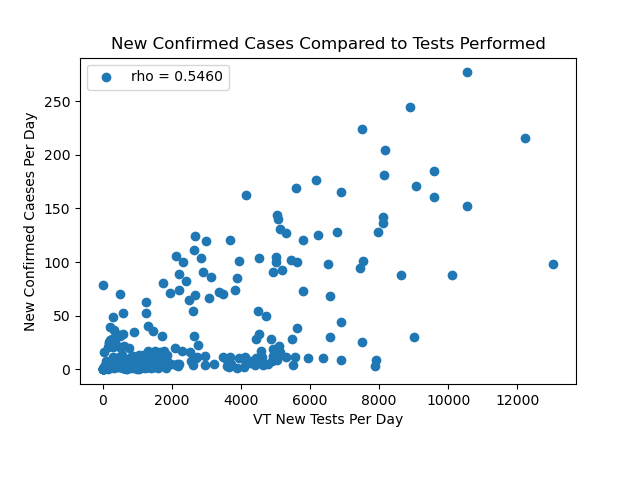 New Confirmed Cases Compared to Tests Performed
rho = 0.5460
New Confirmed Caeses Per Day
250
200
150
100
50
0
0 2000 4000 6000 8000 10000 12000
VT New Tests Per Day